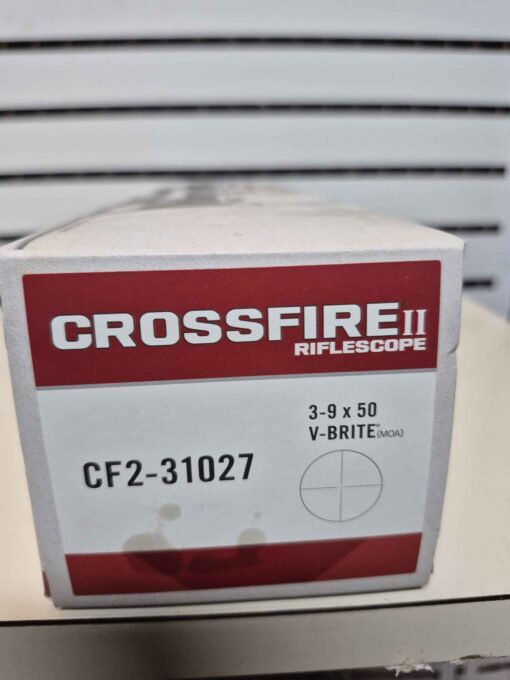 CROSSFIRE II
RIFLESCOPE
3-9 x 50
V-BRITE® (MOA)
CF2-31027